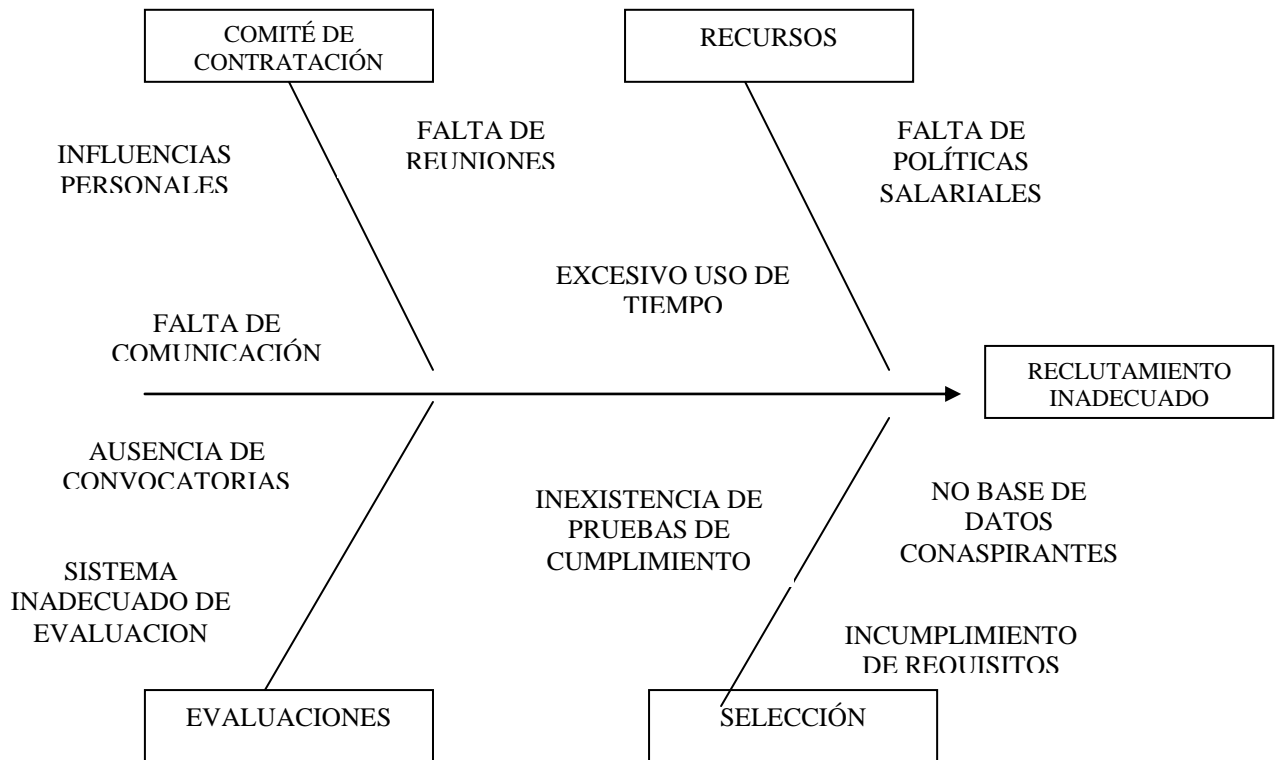 COMITÉ DE
CONTRATACIÓN
RECURSOS
INFLUENCIAS
PERSONALES
FALTA DE
REUNIONES
FALTA DE
POLÍTICAS
SALARIALES
EXCESIVO USO DE
TIEMPO
FALTA DE
COMUNICACIÓN
RECLUTAMIENTO
INADECUADO
AUSENCIA DE
CONVOCATORIAS
INEXISTENCIA DE
PRUEBAS DE
CUMPLIMIENTO
NO BASE DE
DATOS
CONASPIRANTES
SISTEMA
INADECUADO DE
EVALUACION
INCUMPLIMIENTO
DE REQUISITOS
EVALUACIONES
SELECCIÓN